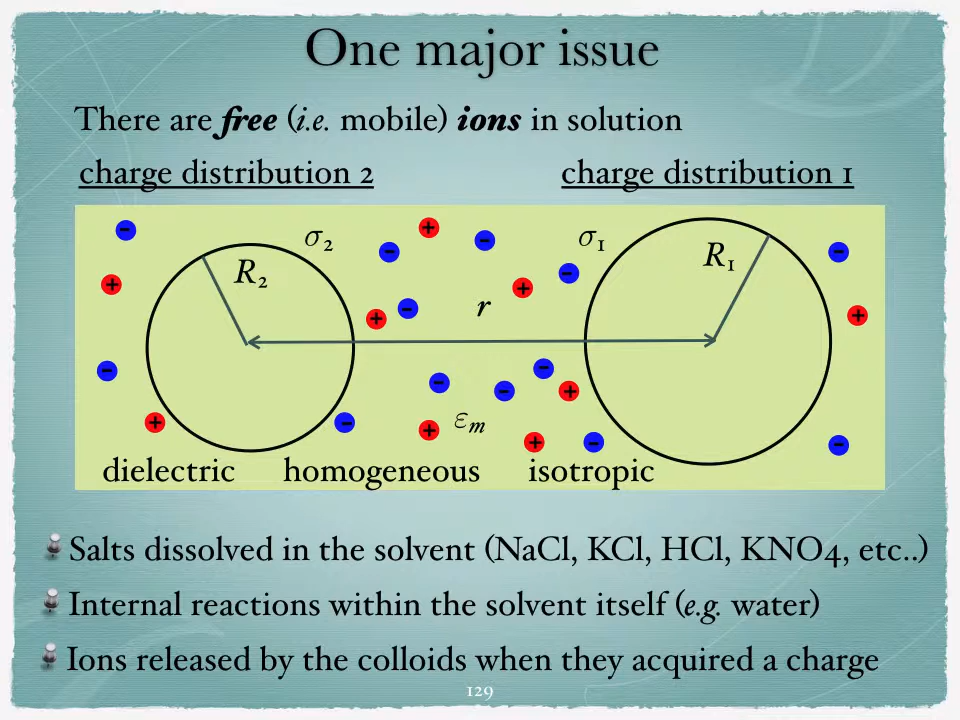 One major issue
There are free (i.e. mobile) ions in solution
charge distribution 2
charge distribution 1
σ2
σ1
R2
R1
r
εm
dielectric homogeneous isotropic
Salts dissolved in the solvent (NaCl, KCl, HCl, KNO4, etc..)
Internal reactions within the solvent itself (e.g. water)
Ions released by the colloids when they acquired a charge
129